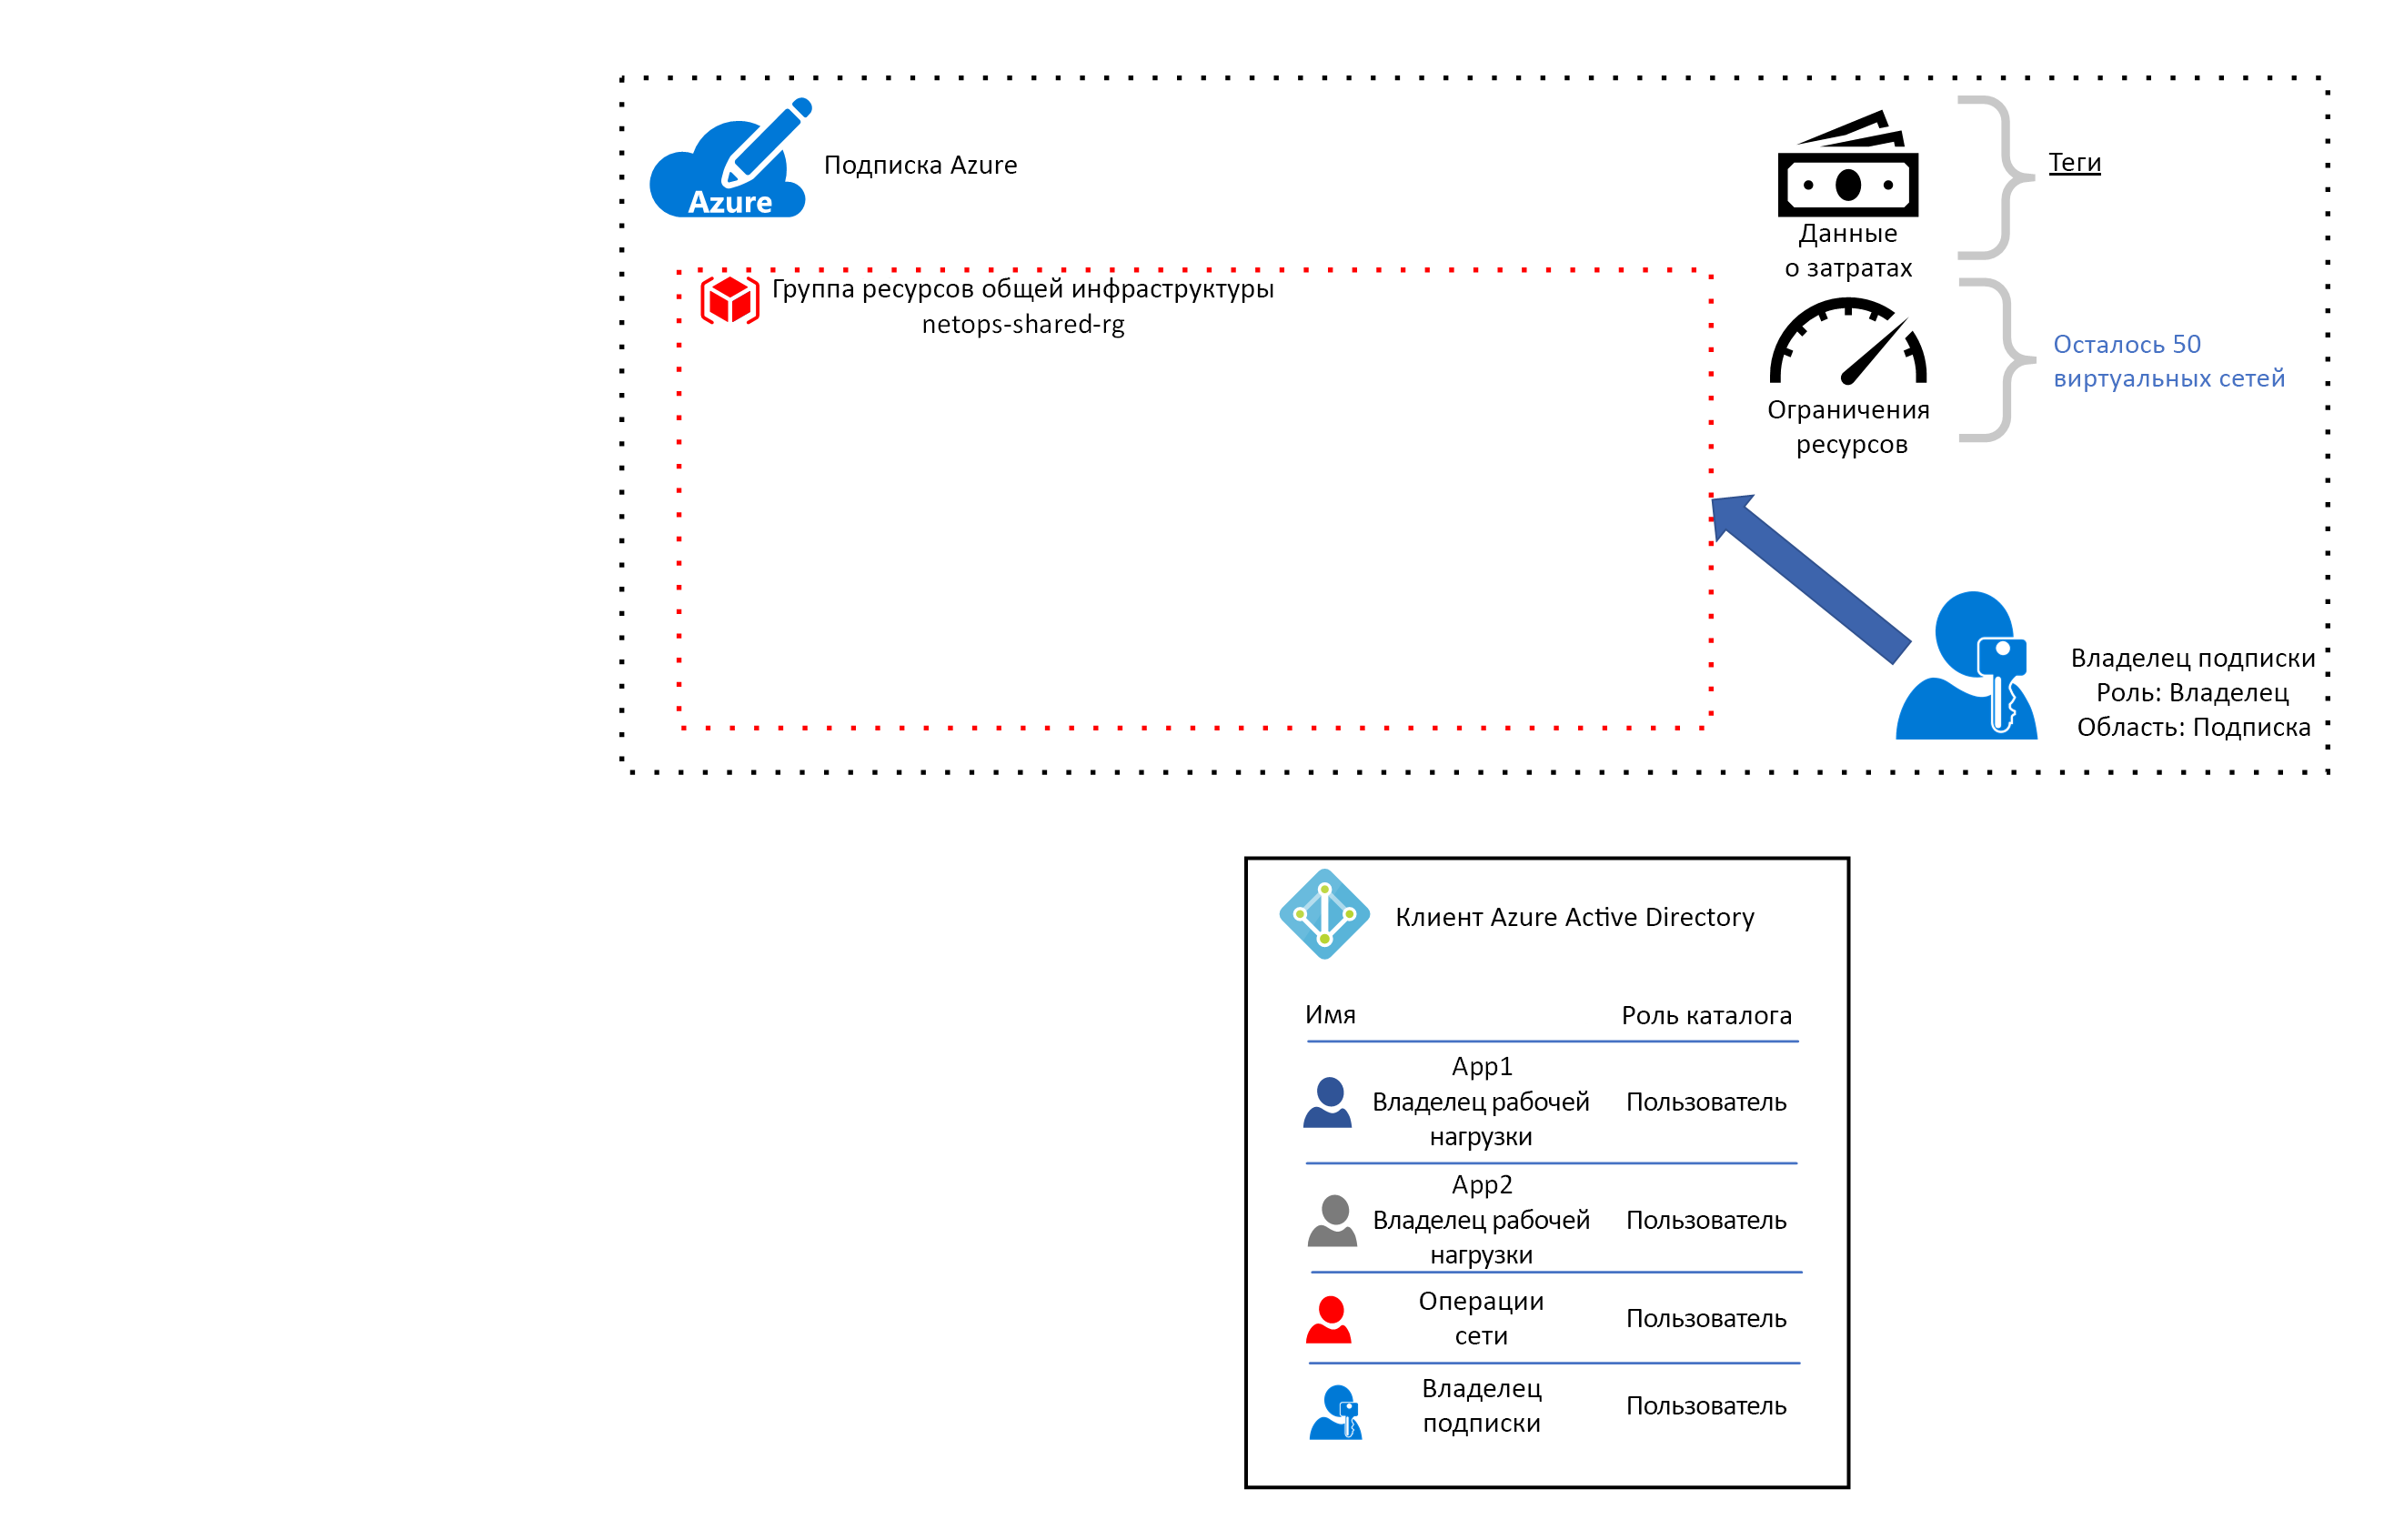 Azure
Подписка Azure
Теги
Данные
о затратах
Группа ресурсов общей инфраструктуры
netops-shared-rg
Осталось 50
виртуальных сетей
Ограничения
ресурсов
Владелец подписки
Роль: Владелец
Область: Подписка
Клиент Azure Active Directory
Имя
Роль каталога
App1
Владелец рабочей
нагрузки
Пользователь
App2
Владелец рабочей
нагрузки
Пользователь
Операции
сети
Пользователь
Владелец
подписки
Пользователь